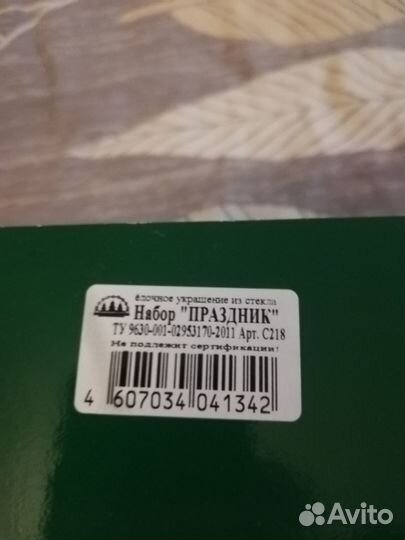 ёлочное украшение из стекла
Набор "ПРАЗДНИК"
ТУ 9630-001-02953170-2011 Арт. С218
Не подлежит сертификации!
4 607034 041342
Avito